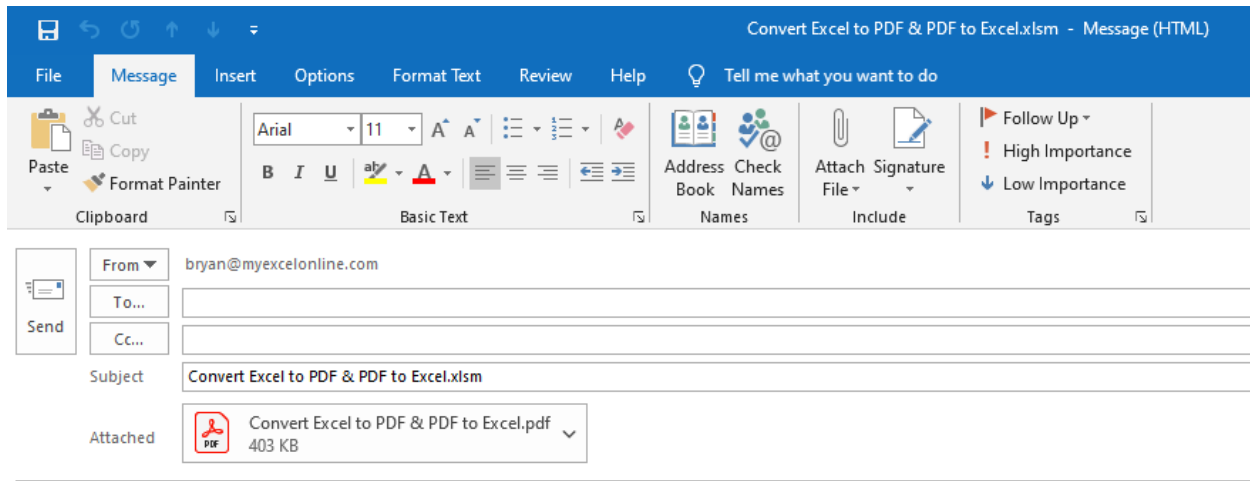 Convert Excel to PDF & PDF to Excel.xlsm - Message (HTML)
File Message Insert Options Format Text Review Help Tell me what you want to do
Paste
Cut
Copy
Format Painter
Clipboard
Arial 11
B I U
Basic Text
Address Book
Check Names
Names
Attach File
Signature
Include
Follow Up
High Importance
Low Importance
Tags
Send
From bryan@myexcelonline.com
To...
Cc...
Subject Convert Excel to PDF & PDF to Excel.xlsm
Attached Convert Excel to PDF & PDF to Excel.pdf
403 KB
PDF